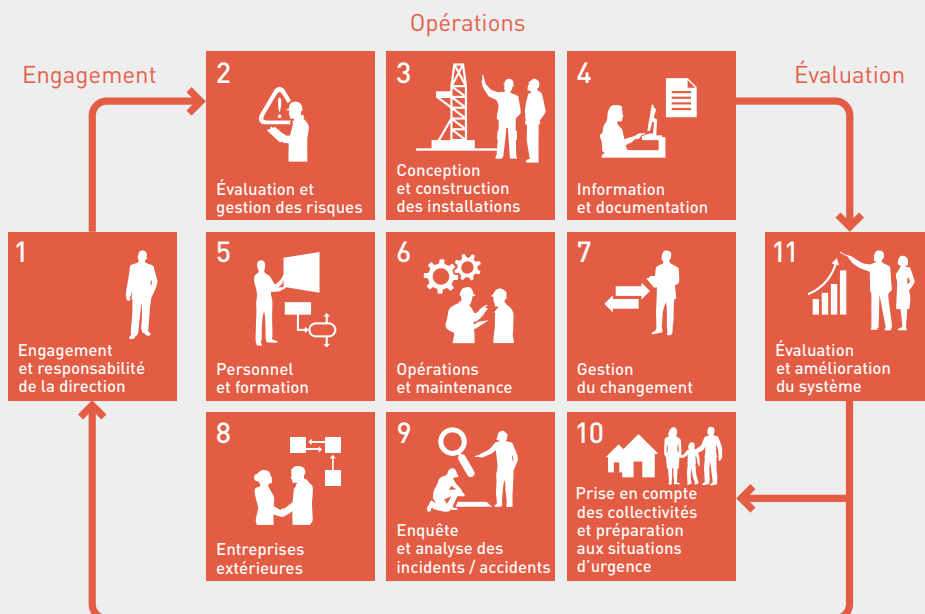 Opérations
Engagement
Évaluation
2
Évaluation et
gestion des risques
3
Conception
et construction
des installations
4
Information
et documentation
1
Engagement
et responsabilité
de la direction
5
Personnel
et formation
6
Opérations
et maintenance
7
Gestion
du changement
11
Évaluation
et amélioration
du système
8
Entreprises
extérieures
9
Enquête
et analyse des
incidents / accidents
10
Prise en compte
des collectivités
et préparation
aux situations
d'urgence